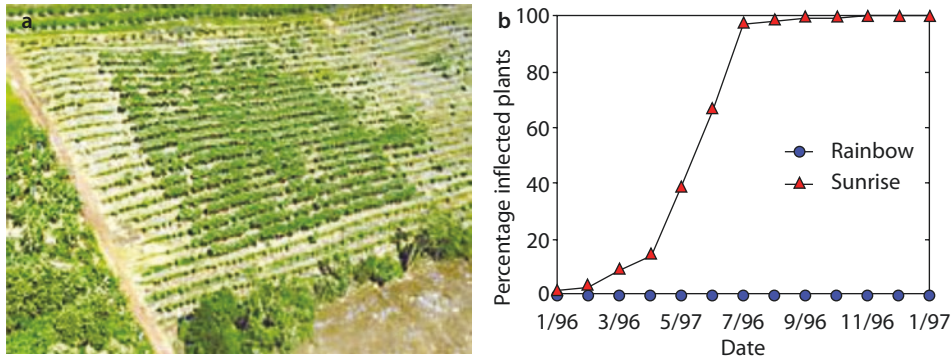 a
b
100
80
60
40
20
0
Percentage inflected plants
Rainbow
Sunrise
1/96 3/96 5/97 7/96 9/96 11/96 1/97
Date